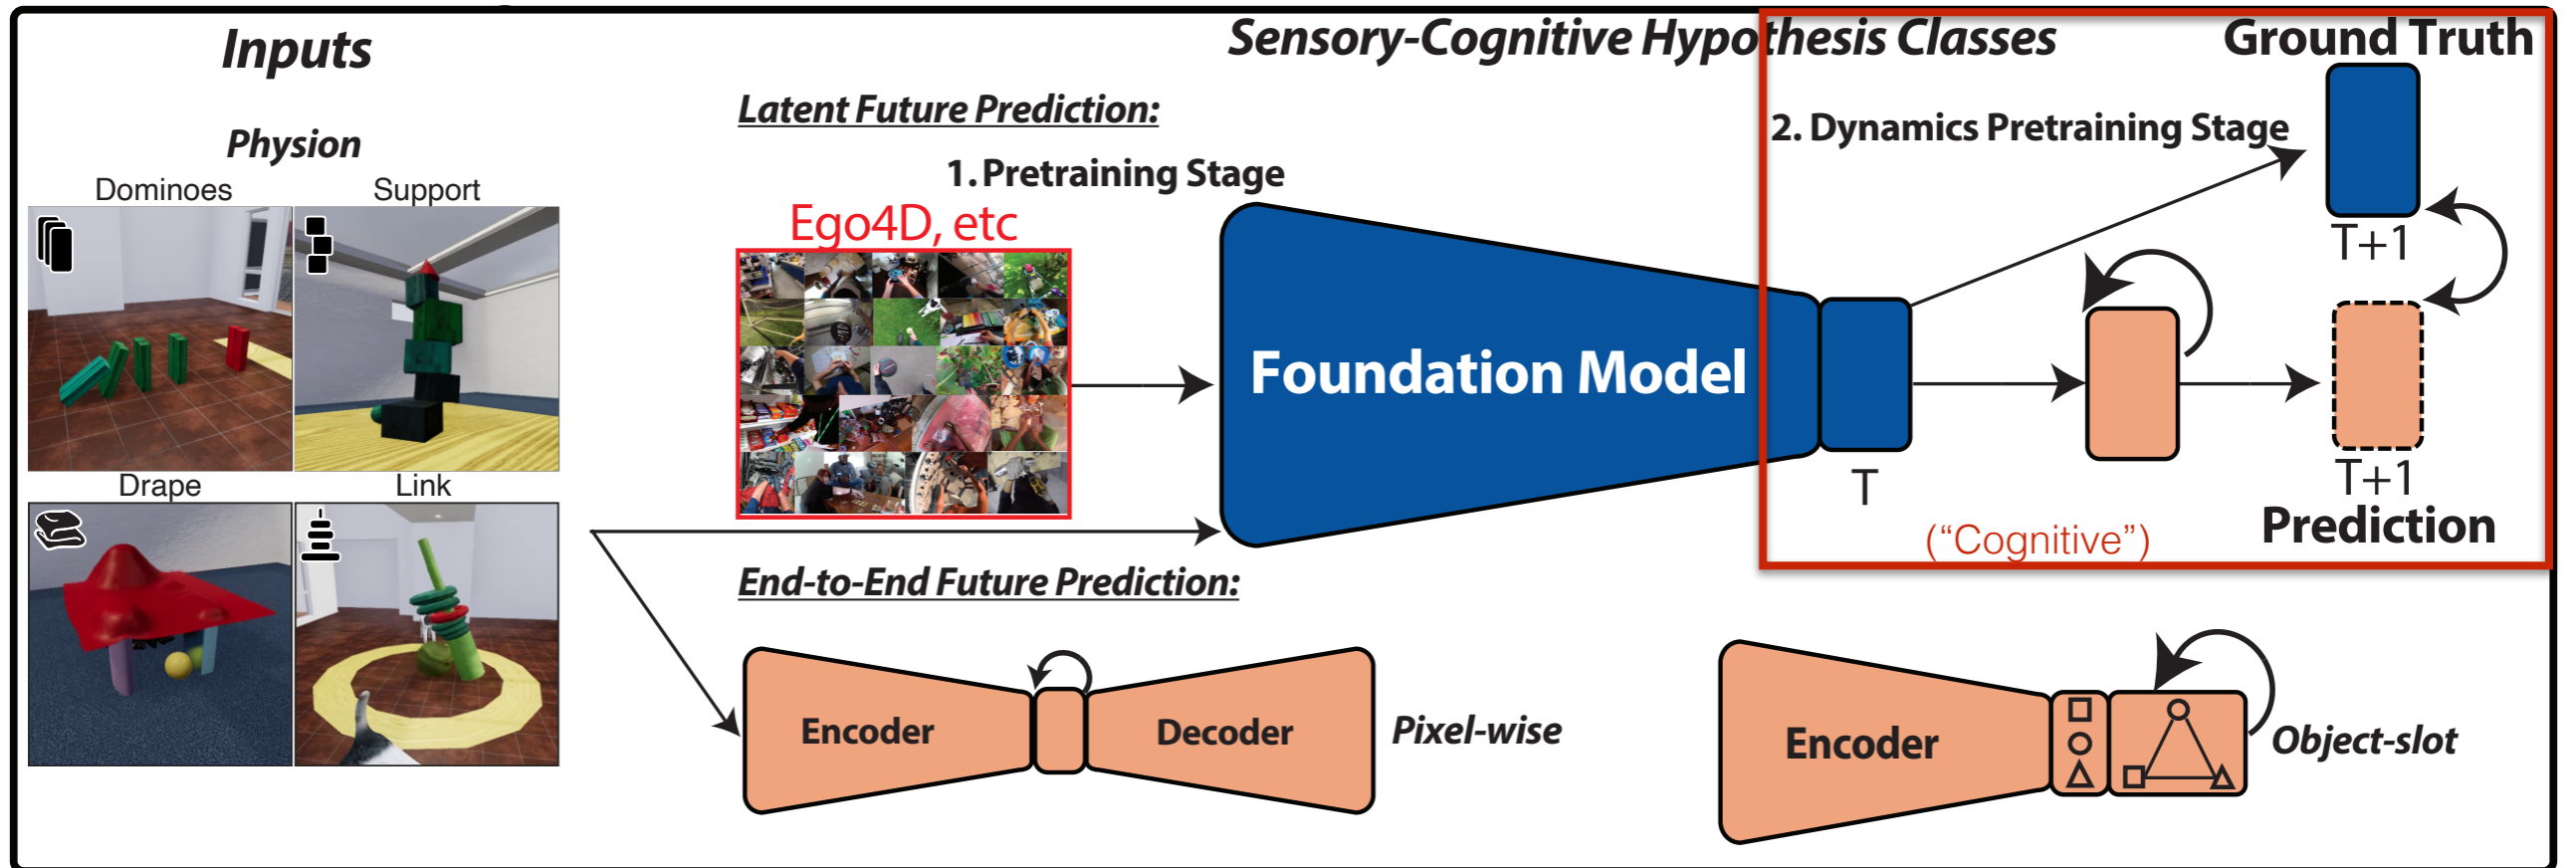 Inputs
Sensory-Cognitive Hypothesis Classes
Ground Truth
Physion
Dominoes
Support
Drape
Link
Latent Future Prediction:
1. Pretraining Stage
Ego4D, etc
Foundation Model
2. Dynamics Pretraining Stage
T
T+1
T+1
Prediction
("Cognitive")
End-to-End Future Prediction:
Encoder
Decoder
Pixel-wise
Encoder
Object-slot